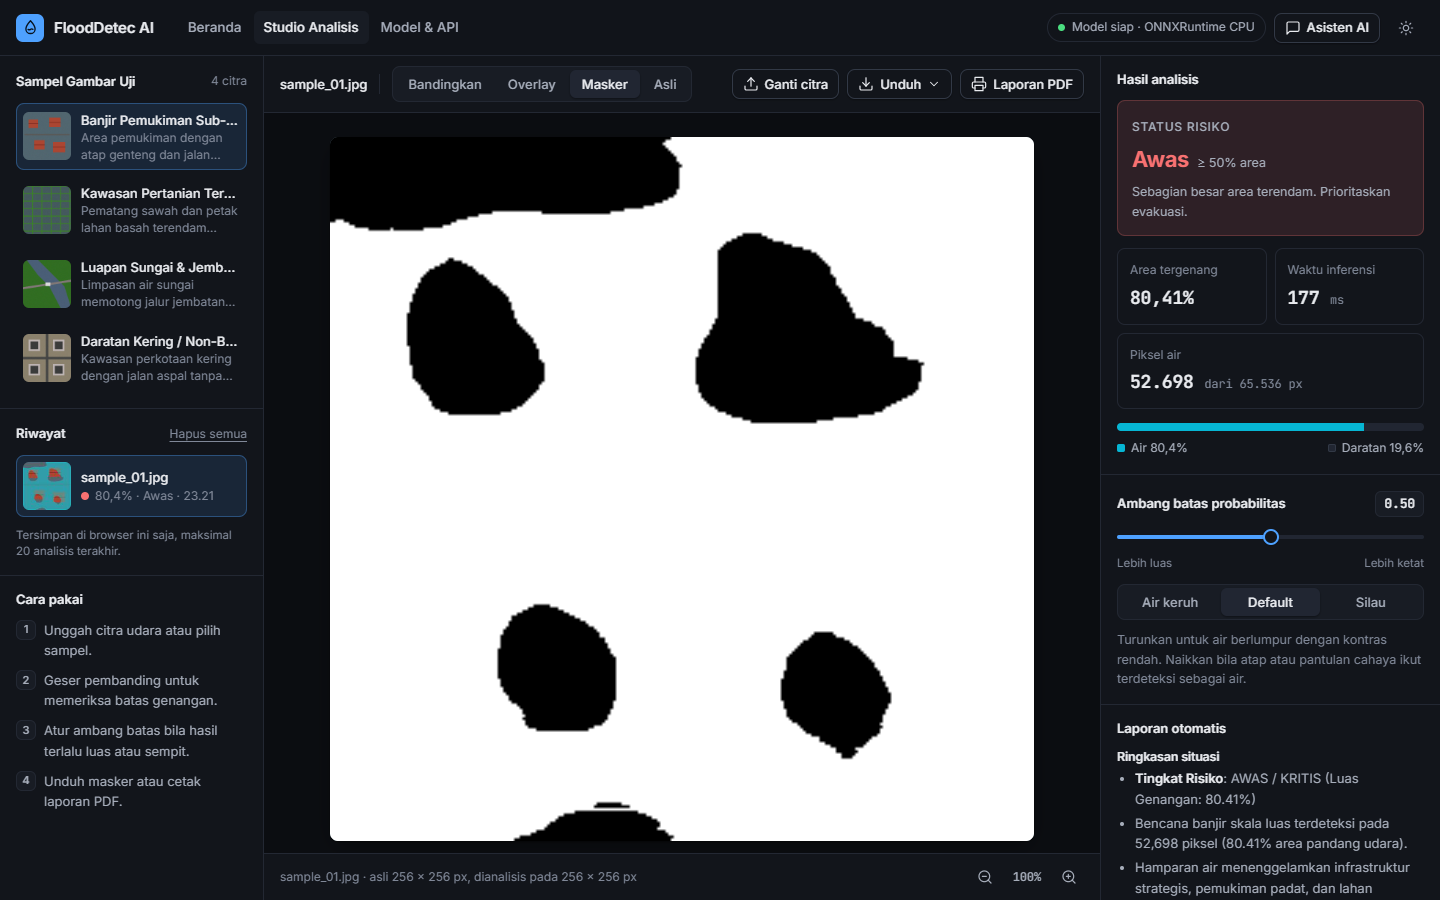 FloodDetec AI
Beranda
Studio Analisis
Model & API
Model siap · ONNXRuntime CPU
Asisten AI
Sampel Gambar Uji
4 citra
Banjir Pemukiman Sub-...
Area pemukiman dengan
atap genteng dan jalan...
Kawasan Pertanian Ter...
Pematang sawah dan petak
lahan basah terendam...
Luapan Sungai & Jemb...
Limpasan air sungai
memotong jalur jembatan...
Daratan Kering / Non-B...
Kawasan perkotaan kering
dengan jalan aspal tanpa...
Riwayat
Hapus semua
sample_01.jpg
80,4% · Awas · 23.21
Tersimpan di browser ini saja, maksimal
20 analisis terakhir.
Cara pakai
1 Unggah citra udara atau pilih
sampel.
2 Geser pembanding untuk
memeriksa batas genangan.
3 Atur ambang batas bila hasil
terlalu luas atau sempit.
4 Unduh masker atau cetak
laporan PDF.
sample_01.jpg
Bandingkan
Overlay
Masker
Asli
Ganti citra
Unduh
Laporan PDF
sample_01.jpg · asli 256 × 256 px, dianalisis pada 256 × 256 px
100%
Hasil analisis
STATUS RISIKO
Awas ≥ 50% area
Sebagian besar area terendam. Prioritaskan
evakuasi.
Area tergenang
80,41%
Waktu inferensi
177 ms
Piksel air
52.698 dari 65.536 px
Air 80,4%
Daratan 19,6%
Ambang batas probabilitas
0.50
Lebih luas
Lebih ketat
Air keruh
Default
Silau
Turunkan untuk air berlumpur dengan kontras
rendah. Naikkan bila atap atau pantulan cahaya ikut
terdeteksi sebagai air.
Laporan otomatis
Ringkasan situasi
• Tingkat Risiko: AWAS / KRITIS (Luas
Genangan: 80.41%)
• Bencana banjir skala luas terdeteksi pada
52,698 piksel (80.41% area pandang udara).
• Hamparan air menenggelamkan infrastruktur
strategis, pemukiman padat, dan lahan